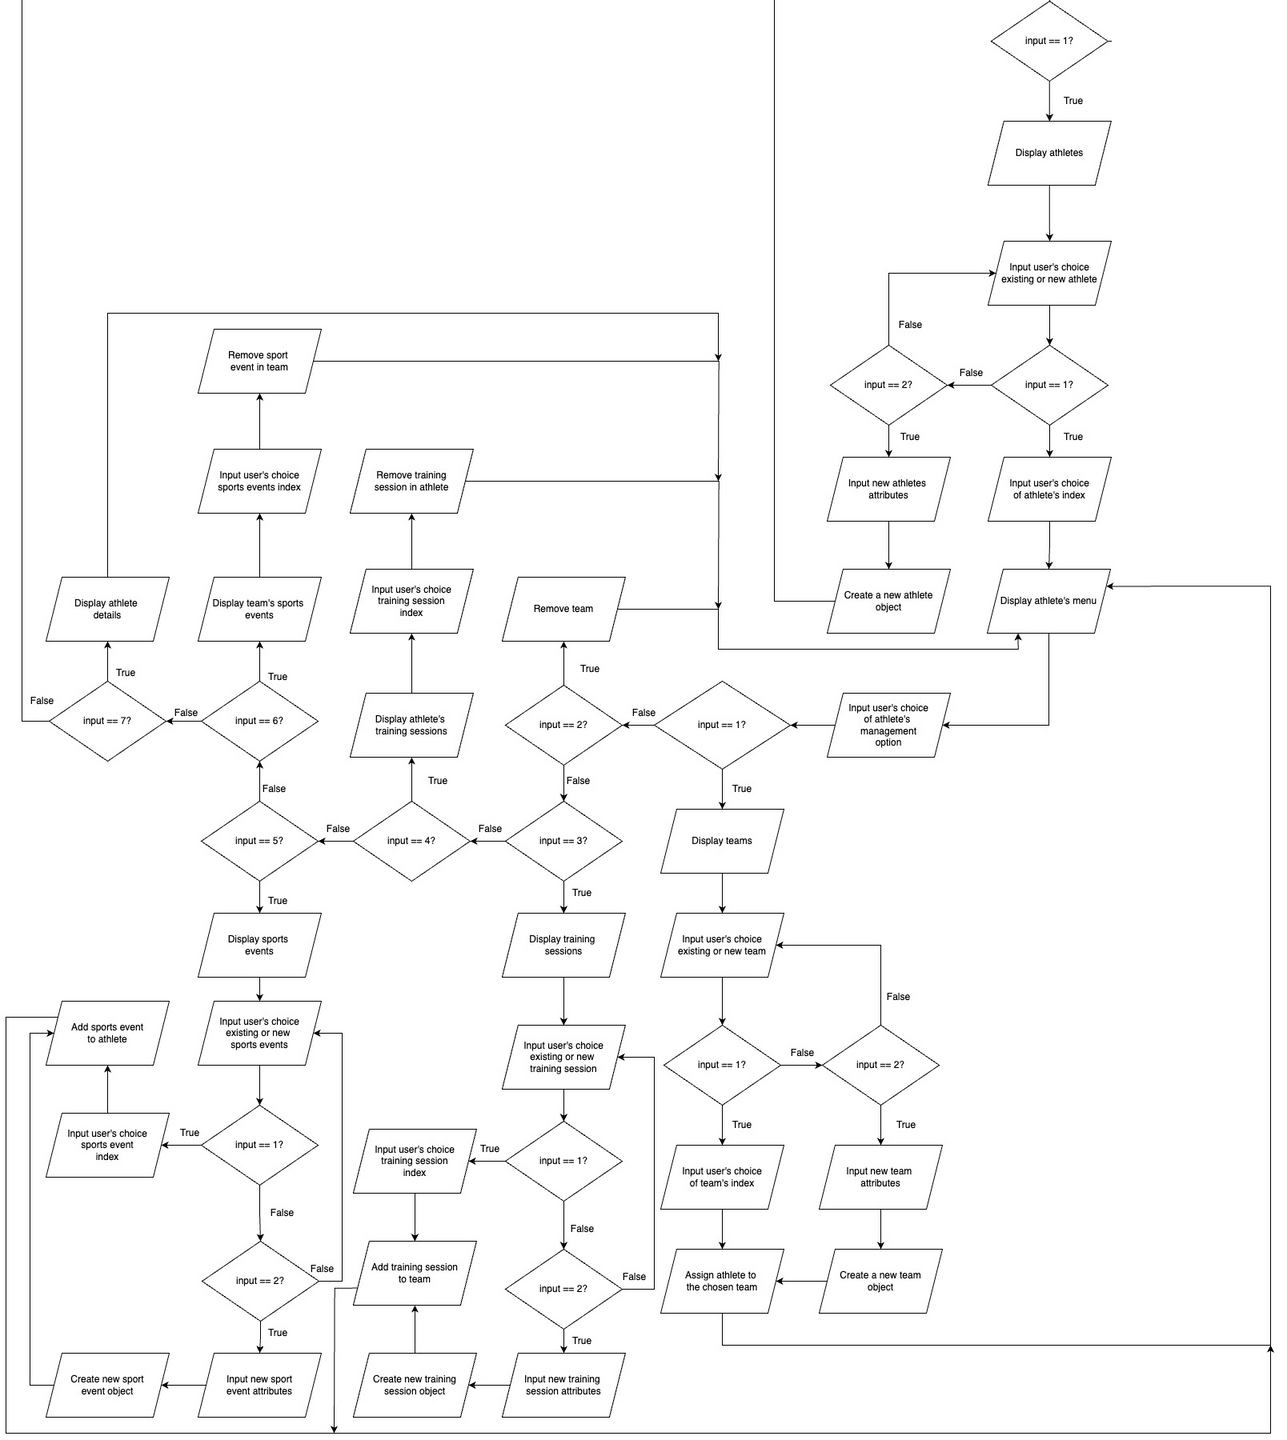 input == 1?
True
Display athletes
Input user's choice
existing or new athlete
False
input == 2?
False
input == 1?
True
True
Input new athletes
attributes
Input user's choice
of athlete's index
Create a new athlete
object
Display athlete's menu
Remove sport
event in team
Input user's choice
sports events index
Remove training
session in athlete
Display athlete
details
Display team's sports
events
Input user's choice
training session
index
Remove team
True
True
True
False
input == 7?
False
input == 6?
Display athlete's
training sessions
input == 2?
False
input == 1?
Input user's choice
of athlete's
management
option
False
True
False
True
input == 5?
False
input == 4?
False
input == 3?
Display teams
True
True
Display sports
events
Display training
sessions
Input user's choice
existing or new team
False
Add sports event
to athlete
Input user's choice
existing or new
sports events
Input user's choice
existing or new
training session
input == 1?
False
input == 2?
True
True
Input user's choice
sports event
index
True
input == 1?
Input user's choice
training session
index
True
input == 1?
Input user's choice
of team's index
Input new team
attributes
False
False
input == 2?
False
Add training session
to team
input == 2?
False
Assign athlete to
the chosen team
Create a new team
object
True
True
Create new sport
event object
Input new sport
event attributes
Create new training
session object
Input new training
session attributes